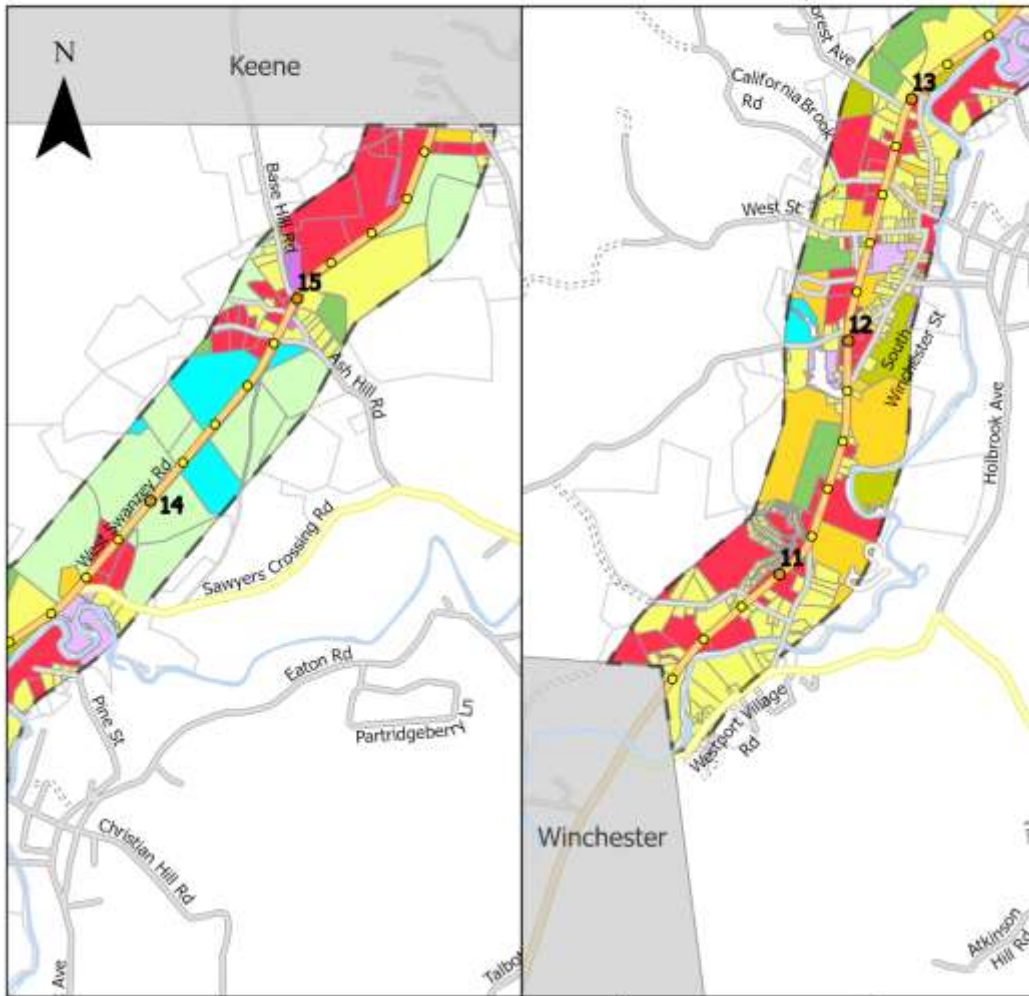 Keene
N
Base Hill Rd
15
Ash Hill Rd
West Swanzey Rd
14
Sawyers Crossing Rd
Eaton Rd
Pine St
Partridgeberry
Christian Hill Rd
Ave
Talbot
13
California Brook
Rd
Ave
West St
12
South
Winchester St
Holbrook Ave
11
Westport Village
Rd
Winchester
Atkinson
Hill Rd